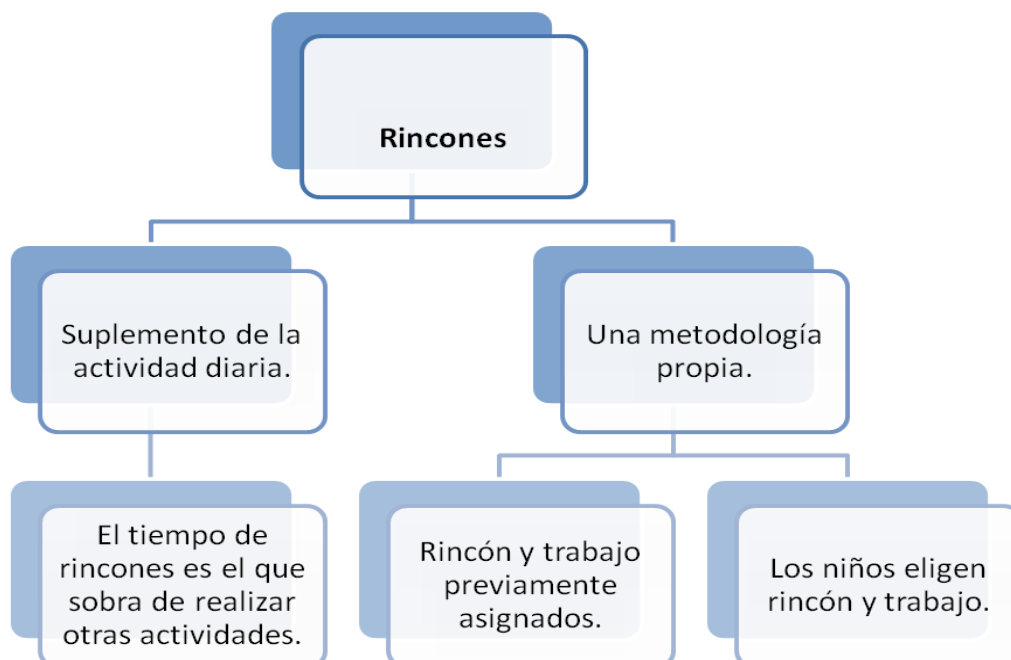 Rincones
Suplemento de la
actividad diaria.
Una metodología
propia.
El tiempo de
rincones es el que
sobra de realizar
otras actividades.
Rincón y trabajo
previamente
asignados.
Los niños eligen
rincón y trabajo.